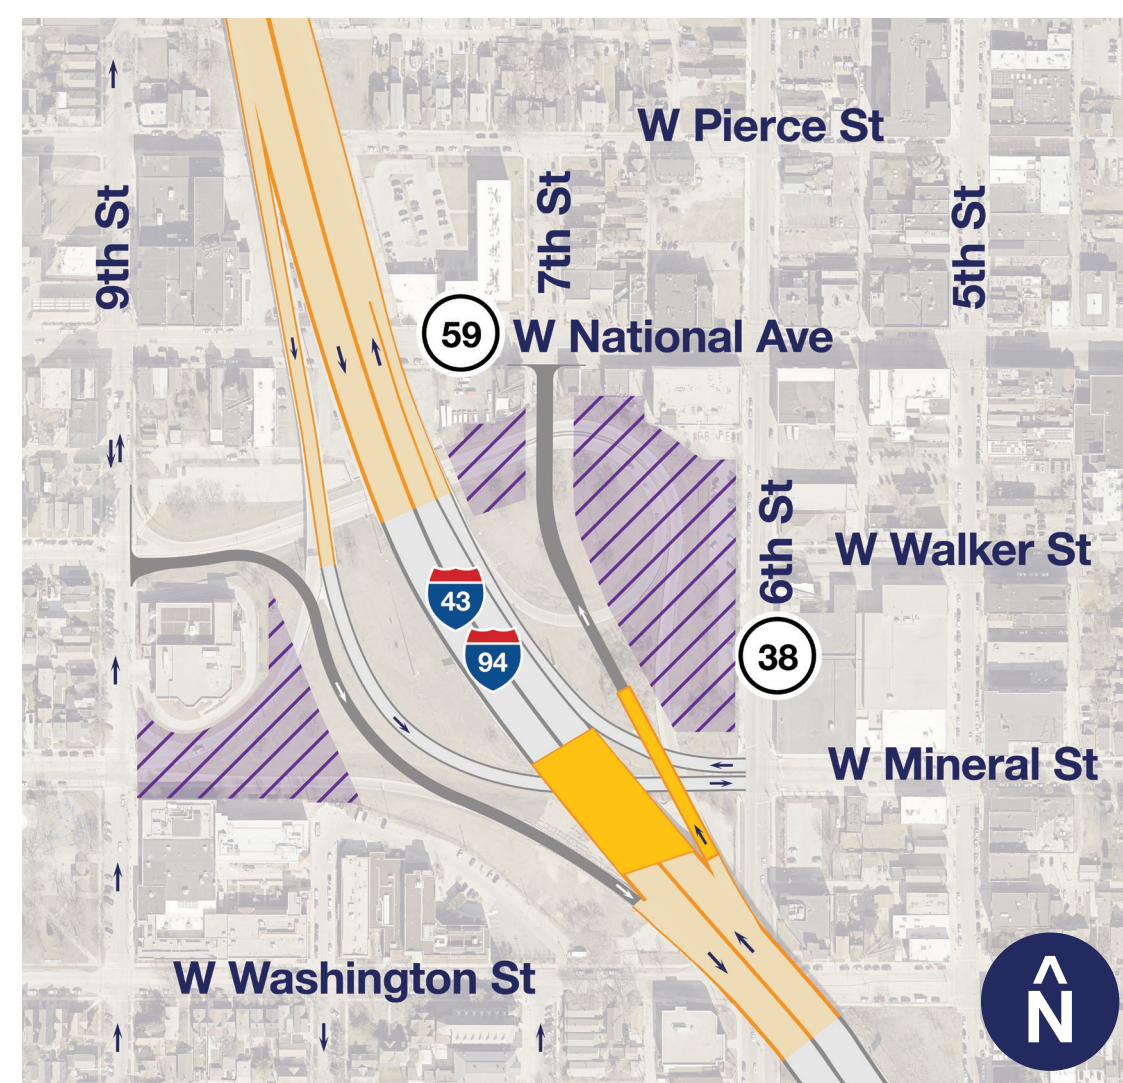 W Pierce St
9th St
7th St
5th St
59
W National Ave
6th St
W Walker St
43
94
38
W Mineral St
W Washington St
N